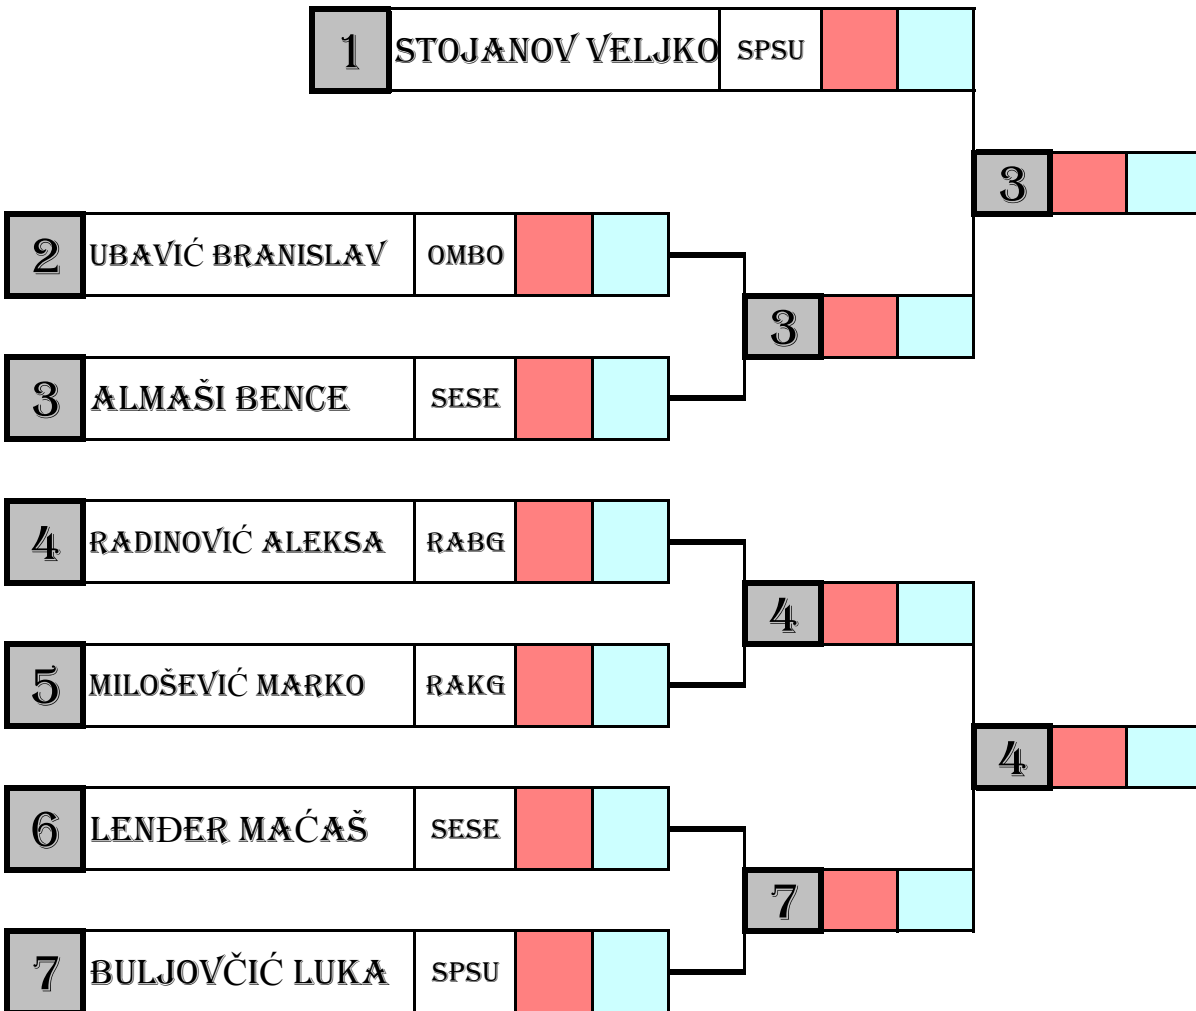 1 STOJANOV VELJKO SPSU
3
2 UBAVIĆ BRANISLAV OMBO
3
3 ALMAŠI BENCE SESE
4 RADINOVIĆ ALEKSA RABG
4
5 MILOŠEVIĆ MARKO RAKG
4
6 LENĐER MAĆAŠ SESE
7
7 BULJOVČIĆ LUKA SPSU